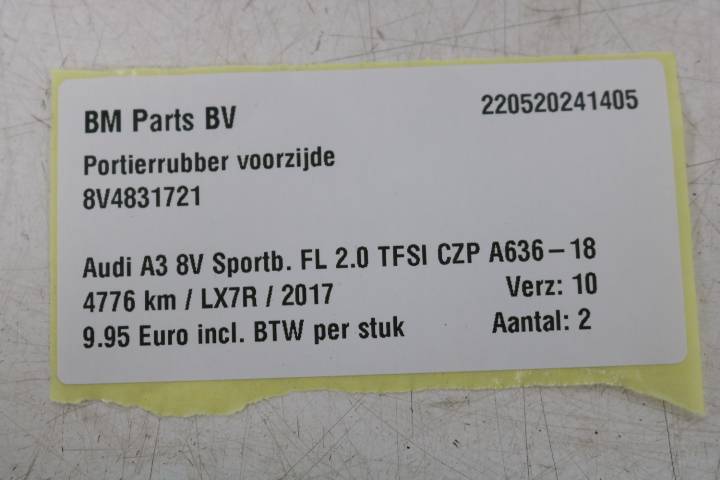 BM Parts BV 220520241405
Portierrubber voorzijde
8V4831721
Audi A3 8V Sportb. FL 2.0 TFSI CZP A636-18
4776 km / LX7R / 2017 Verz: 10
9.95 Euro incl. BTW per stuk Aantal: 2